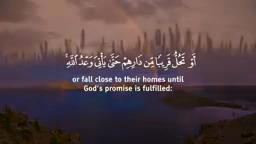 أَوْ تَحُلُّ قَرِيبًا مِّن دَارِهِمْ حَتَّىٰ يَأْتِيَ وَعْدُ اللَّهِ ۚ
or fall close to their homes until
God's promise is fulfilled: